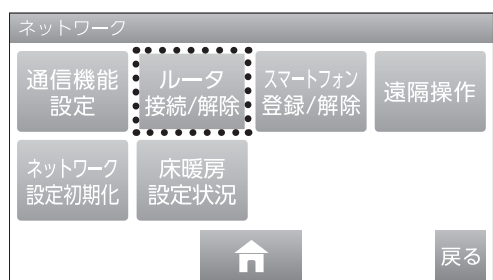 ネットワーク
通信機能
設定
ルータ
接続/解除
スマートフォン
登録/解除
遠隔操作
ネットワーク
設定初期化
床暖房
設定状況
戻る